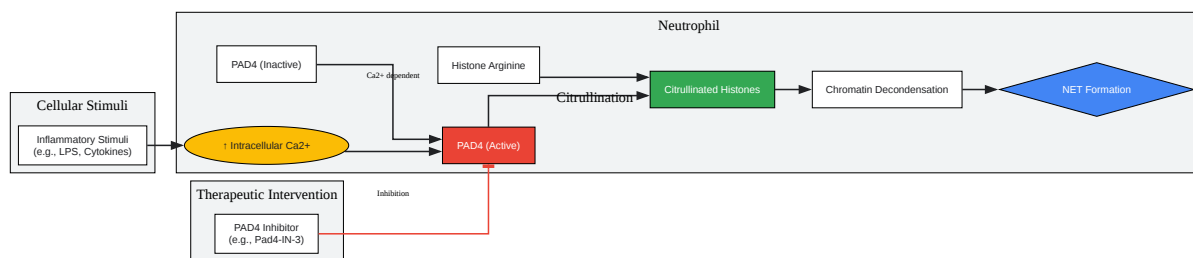 Neutrophil
PAD4 (Inactive)
Histone Arginine
Ca2+ dependent
Citrullinated Histones
Chromatin Decondensation
NET Formation
Citrullination
Cellular Stimuli
Inflammatory Stimuli
(e.g., LPS, Cytokines)
↑ Intracellular Ca2+
PAD4 (Active)
Therapeutic Intervention
Inhibition
PAD4 Inhibitor
(e.g., Pad4-IN-3)